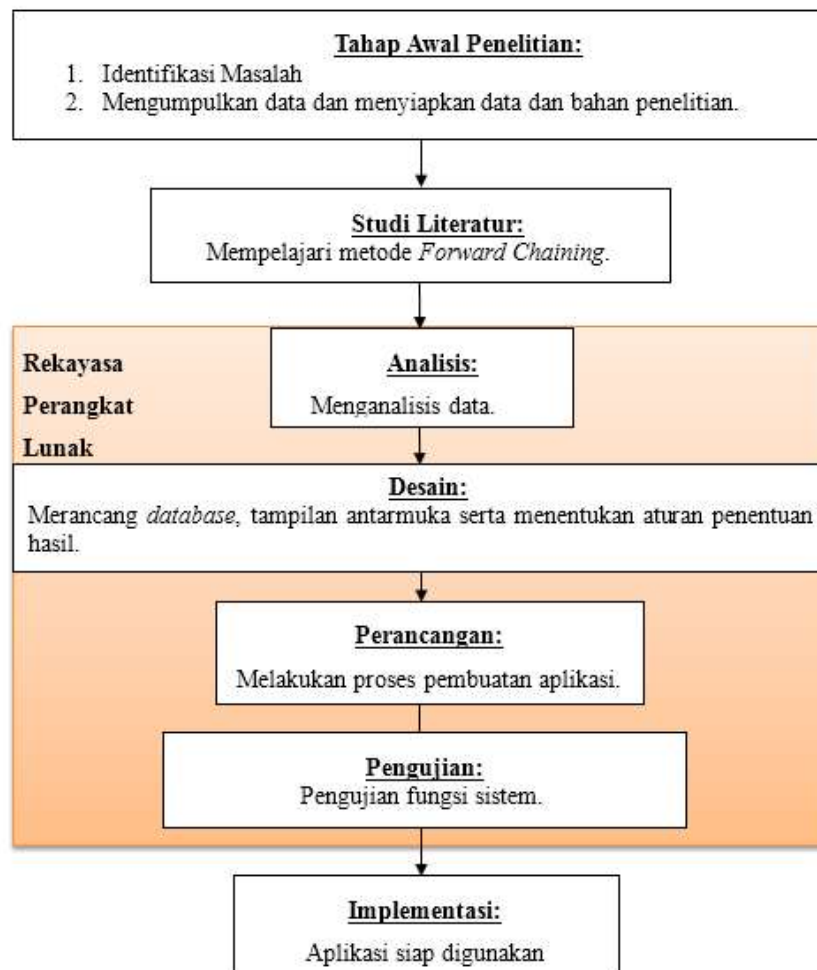 Tahap Awal Penelitian:
1. Identifikasi Masalah
2. Mengumpulkan data dan menyiapkan data dan bahan penelitian.
Studi Literatur:
Mempelajari metode Forward Chaining.
Rekayasa
Perangkat
Lunak
Analisis:
Menganalisis data.
Desain:
Merancang database, tampilan antarmuka serta menentukan aturan penentuan
hasil.
Perancangan:
Melakukan proses pembuatan aplikasi.
Pengujian:
Pengujian fungsi sistem.
Implementasi:
Aplikasi siap digunakan